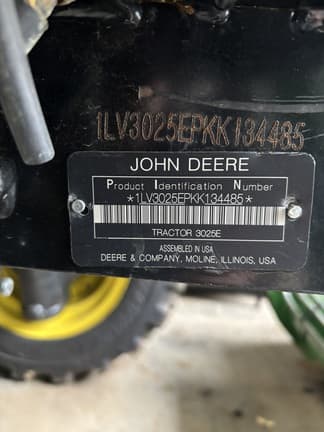 1LV3025EPKK134485
JOHN DEERE
Product Identification Number
*1LV3025EPKK134485*
TRACTOR 3025E
ASSEMBLED IN USA
DEERE & COMPANY, MOLINE, ILLINOIS, USA